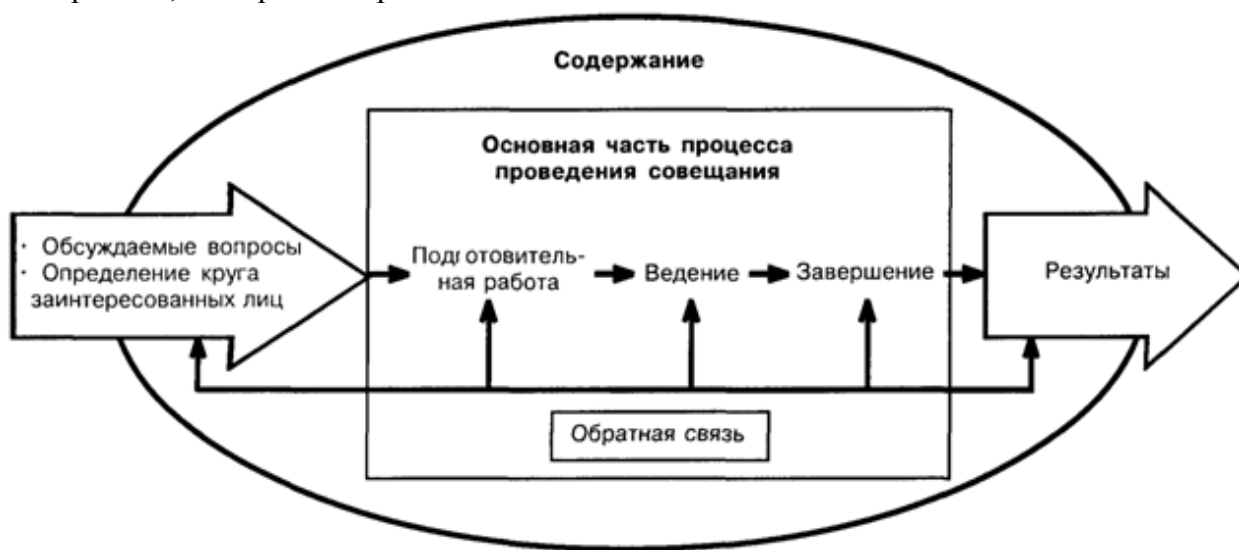 Содержание
Основная часть процесса
проведения совещания
· Обсуждаемые вопросы
· Определение круга
заинтересованных лиц
Подготовитель-
ная работа
Ведение
Завершение
Результаты
Обратная связь